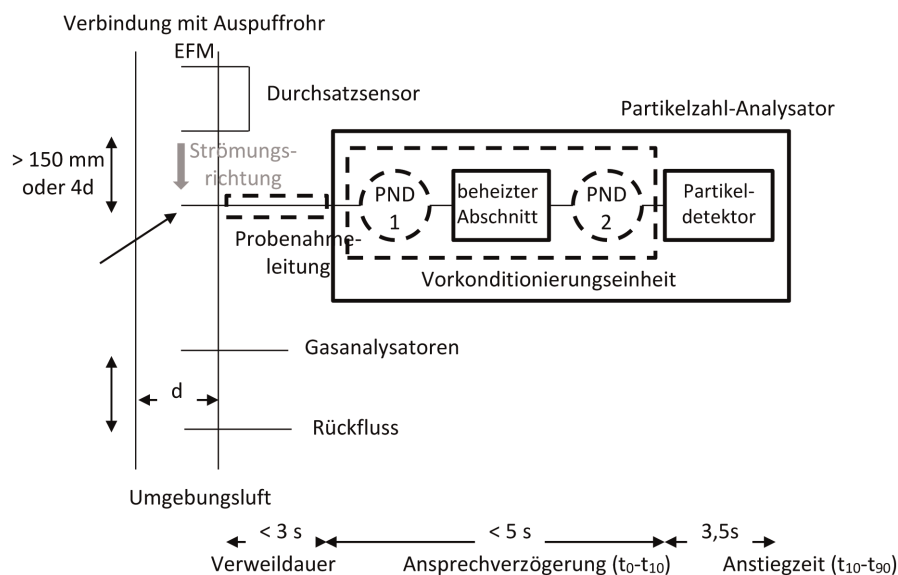 Verbindung mit Auspuffrohr
EFM
Durchsatzsensor
Partikelzahl-Analysator
> 150 mm
oder 4d
Strömungs-
richtung
PND
1
beheizter
Abschnitt
PND
2
Partikel-
detektor
Probenahme-
leitung
Vorkonditionierungseinheit
Gasanalysatoren
d
Rückfluss
Umgebungsluft
< 3 s
< 5 s
3,5s
Verweildauer
Ansprechverzögerung (t₀-t₁₀)
Anstiegzeit (t₁₀-t₉₀)